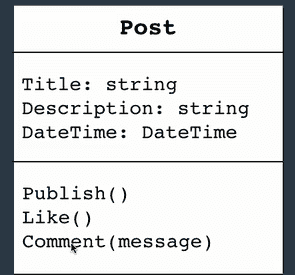 Post
Title: string
Description: string
DateTime: DateTime
Publish()
Like()
Comment(message)